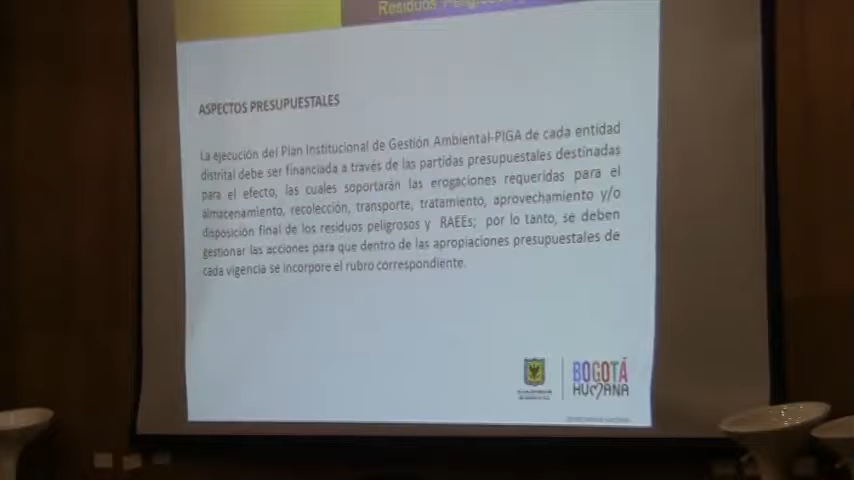 Residuos
ASPECTOS PRESUPUESTALES
La ejecución del Plan Institucional de Gestión Ambiental-PIGA de cada entidad
distrital debe ser financiada a través de las partidas presupuestales destinadas
para el efecto, las cuales soportarán las erogaciones requeridas para el
almacenamiento, recolección, transporte, tratamiento, aprovechamiento y/o
disposición final de los residuos peligrosos y RAEEs; por lo tanto, se deben
gestionar las acciones para que dentro de las apropiaciones presupuestales de
cada vigencia se incorpore el rubro correspondiente.
BOGOTÁ
HUMANA